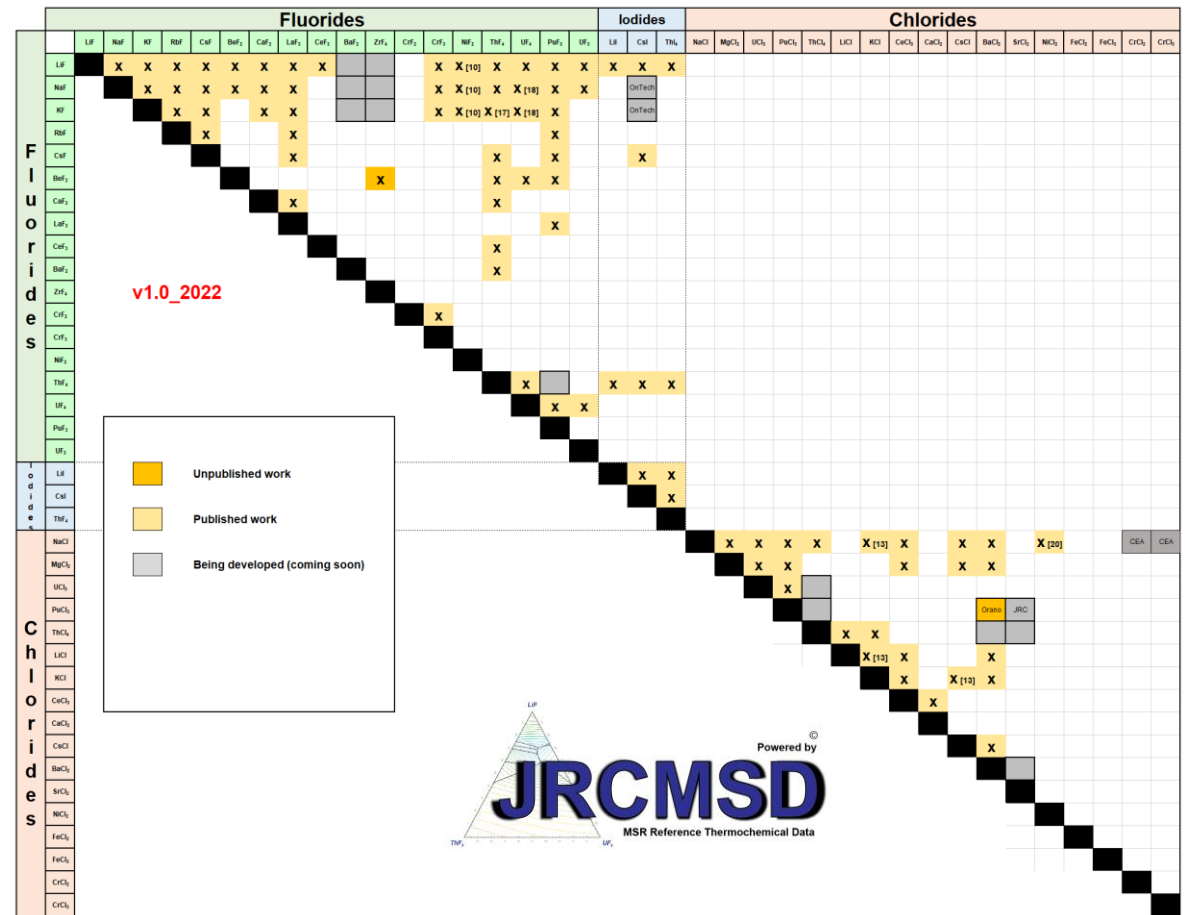 Fluorides Iodides Chlorides
LiF NaF KF RbF CsF BeF₂ CaF₂ LaF₃ CeF₃ BaF₂ ZrF₄ CrF₂ CrF₃ NiF₂ ThF₄ UF₄ PuF₃ UF₃ LiI CsI ThI₄ NaCl MgCl₂ UCl₃ PuCl₃ ThCl₄ LiCl KCl CeCl₃ CaCl₂ CsCl BaCl₂ SrCl₂ NiCl₂ FeCl₂ FeCl₃ CrCl₂ CrCl₃
Fluorides
LiF X X X X X X X X X X X [10] X X X X X X X
NaF X X X X X X X X [10] X X [18] X X OnTech
KF X X X X X X [10] X [17] X [18] X OnTech
RbF X X X
CsF X X X X
BeF₂ X X X X
CaF₂ X X
LaF₃ X
CeF₃ X
BaF₂ X
ZrF₄
v1.0_2022
CrF₂ X
CrF₃
NiF₂
ThF₄ X X X X
UF₄ X X
PuF₃
UF₃
Iodides
LiI X X
CsI X
ThF₄
Unpublished work
Published work
Being developed (coming soon)
Chlorides
NaCl X X X X X [13] X X X X [20] CEA CEA
MgCl₂ X X X X X
UCl₃ X
PuCl₃ Orano JRC
ThCl₄ X X
LiCl X [13] X X
KCl X X [13] X
CeCl₃ X
CaCl₂
CsCl X
BaCl₂
SrCl₂
NiCl₂
FeCl₂
FeCl₃
CrCl₂
CrCl₃
LiF
©
Powered by
JRCMSD
MSR Reference Thermochemical Data
ThF₄ UF₄